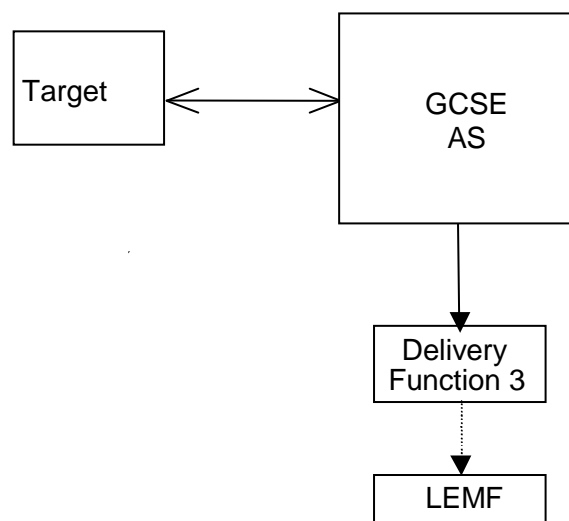 Target
GCSE
AS
Delivery
Function 3
LEMF